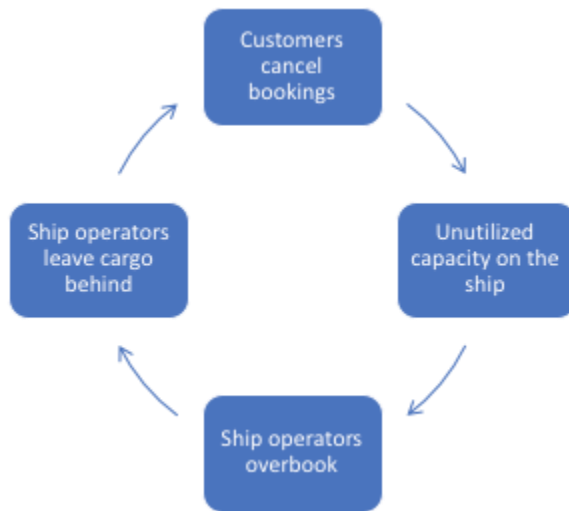 Customers
cancel
bookings
Unutilized
capacity on the
ship
Ship operators
overbook
Ship operators
leave cargo
behind